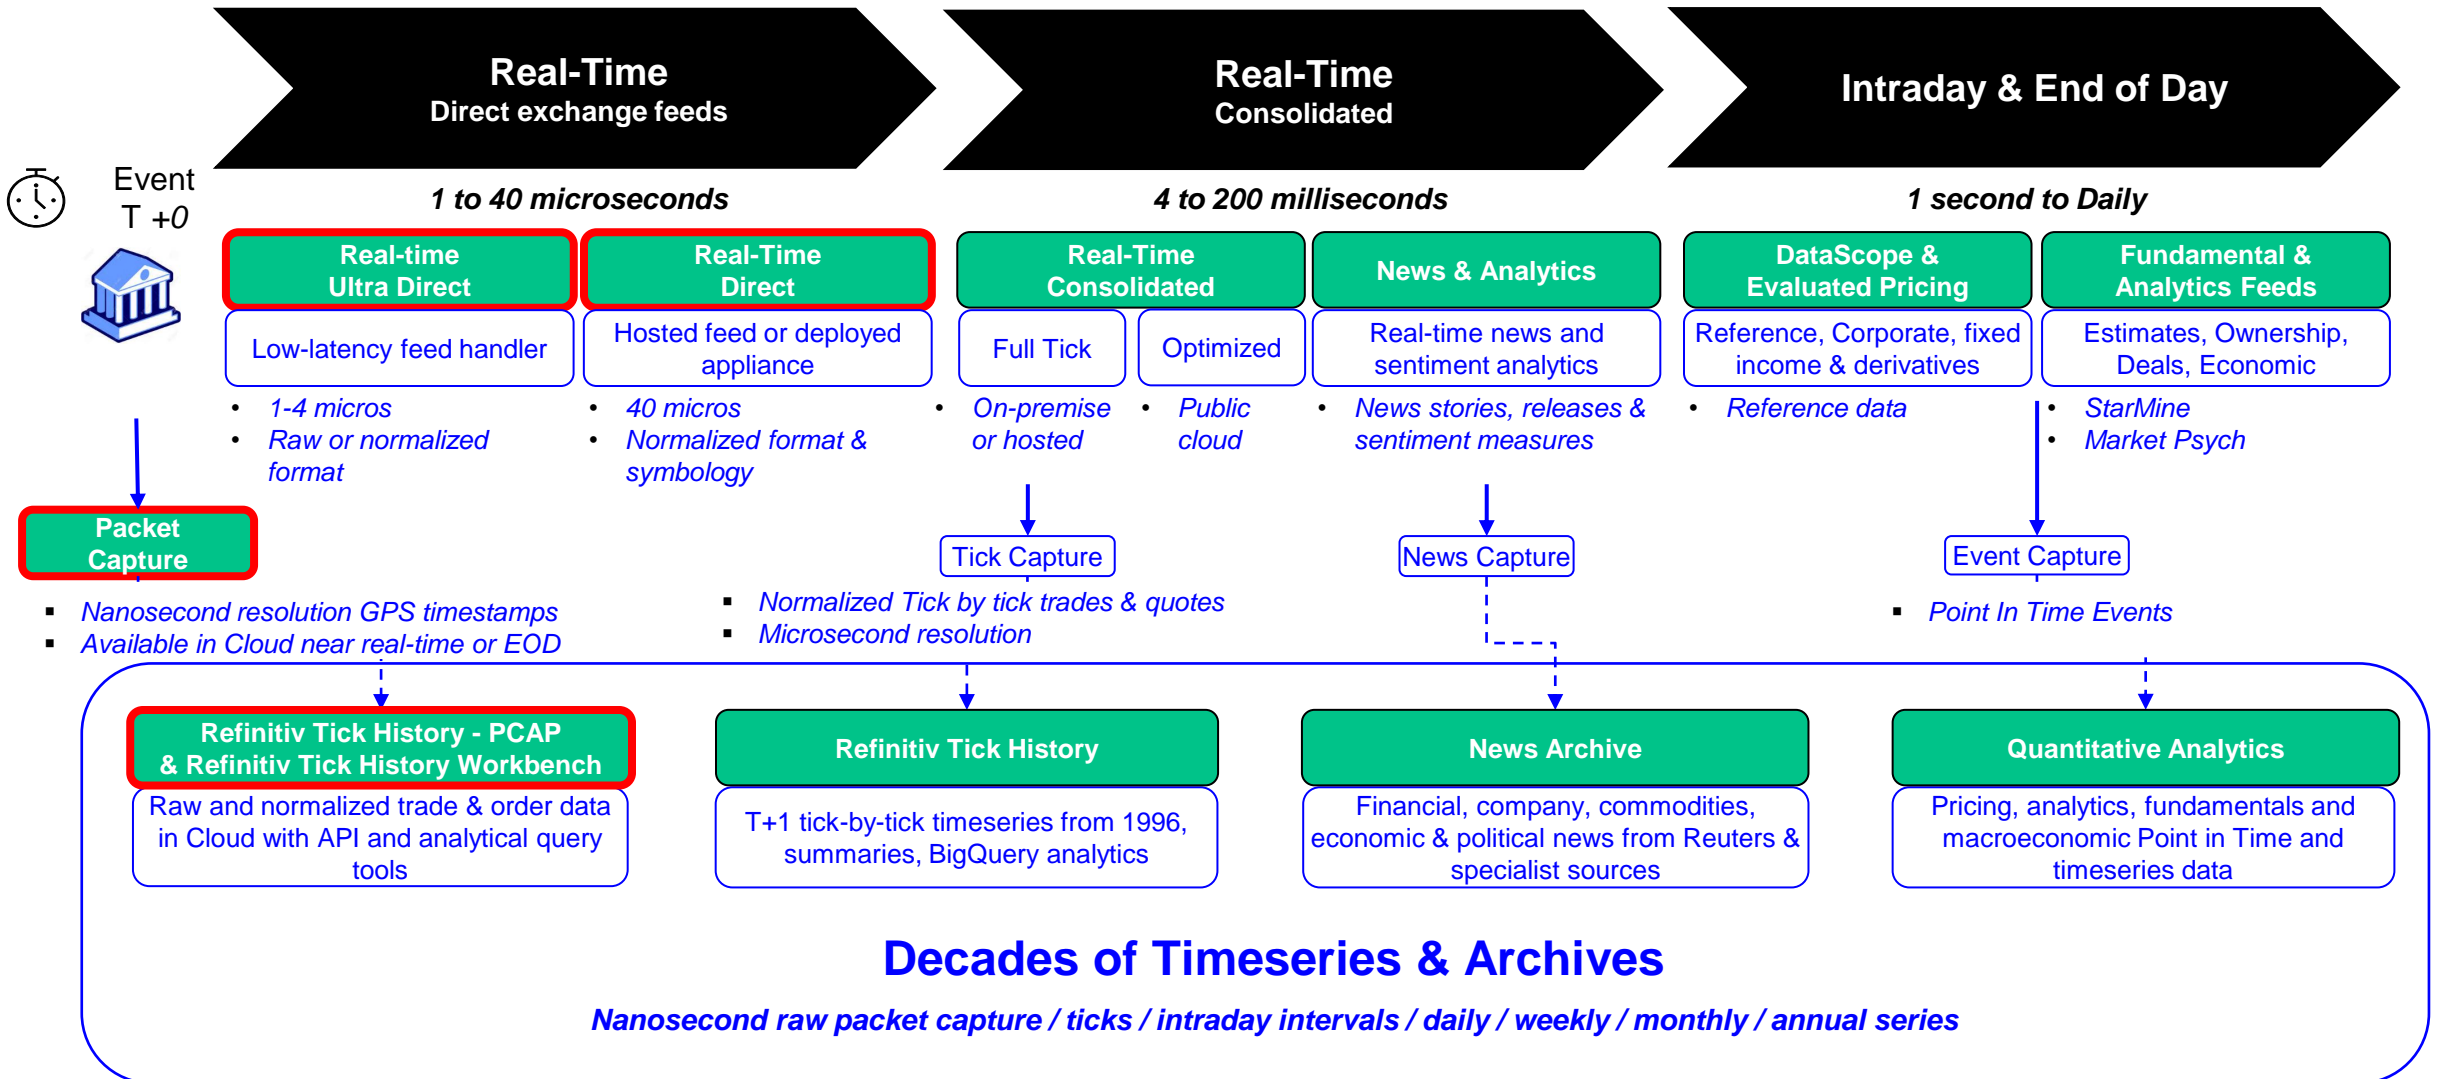 Real-Time
Direct exchange feeds
Real-Time
Consolidated
Intraday & End of Day
Event
T +0
1 to 40 microseconds
4 to 200 milliseconds
1 second to Daily
Real-time
Ultra Direct
Low-latency feed handler
• 1-4 micros
• Raw or normalized
format
Real-Time
Direct
Hosted feed or deployed
appliance
• 40 micros
• Normalized format &
symbology
Real-Time
Consolidated
Full Tick
• On-premise
or hosted
Optimized
• Public
cloud
News & Analytics
Real-time news and
sentiment analytics
• News stories, releases &
sentiment measures
DataScope &
Evaluated Pricing
Reference, Corporate, fixed
income & derivatives
• Reference data
Fundamental &
Analytics Feeds
Estimates, Ownership,
Deals, Economic
• StarMine
• Market Psych
Packet
Capture
Tick Capture
News Capture
Event Capture
▪ Nanosecond resolution GPS timestamps
▪ Available in Cloud near real-time or EOD
▪ Normalized Tick by tick trades & quotes
▪ Microsecond resolution
▪ Point In Time Events
Refinitiv Tick History - PCAP
& Refinitiv Tick History Workbench
Raw and normalized trade & order data
in Cloud with API and analytical query
tools
Refinitiv Tick History
T+1 tick-by-tick timeseries from 1996,
summaries, BigQuery analytics
News Archive
Financial, company, commodities,
economic & political news from Reuters &
specialist sources
Quantitative Analytics
Pricing, analytics, fundamentals and
macroeconomic Point in Time and
timeseries data
Decades of Timeseries & Archives
Nanosecond raw packet capture / ticks / intraday intervals / daily / weekly / monthly / annual series